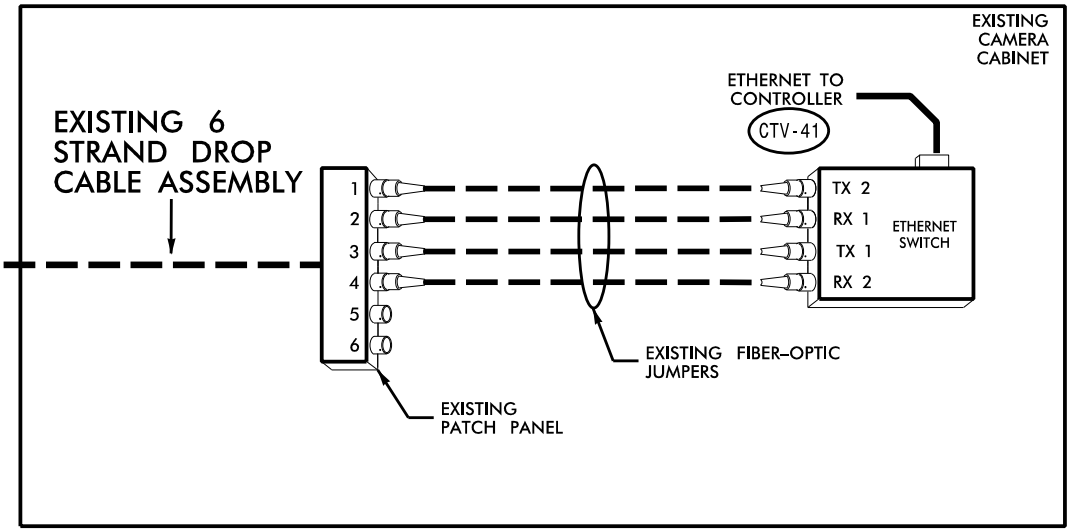 EXISTING
CAMERA
CABINET
ETHERNET TO
CONTROLLER
CTV-41
EXISTING 6
STRAND DROP
CABLE ASSEMBLY
1
2
3
4
5
6
TX 2
RX 1
TX 1
RX 2
ETHERNET
SWITCH
EXISTING FIBER-OPTIC
JUMPERS
EXISTING
PATCH PANEL